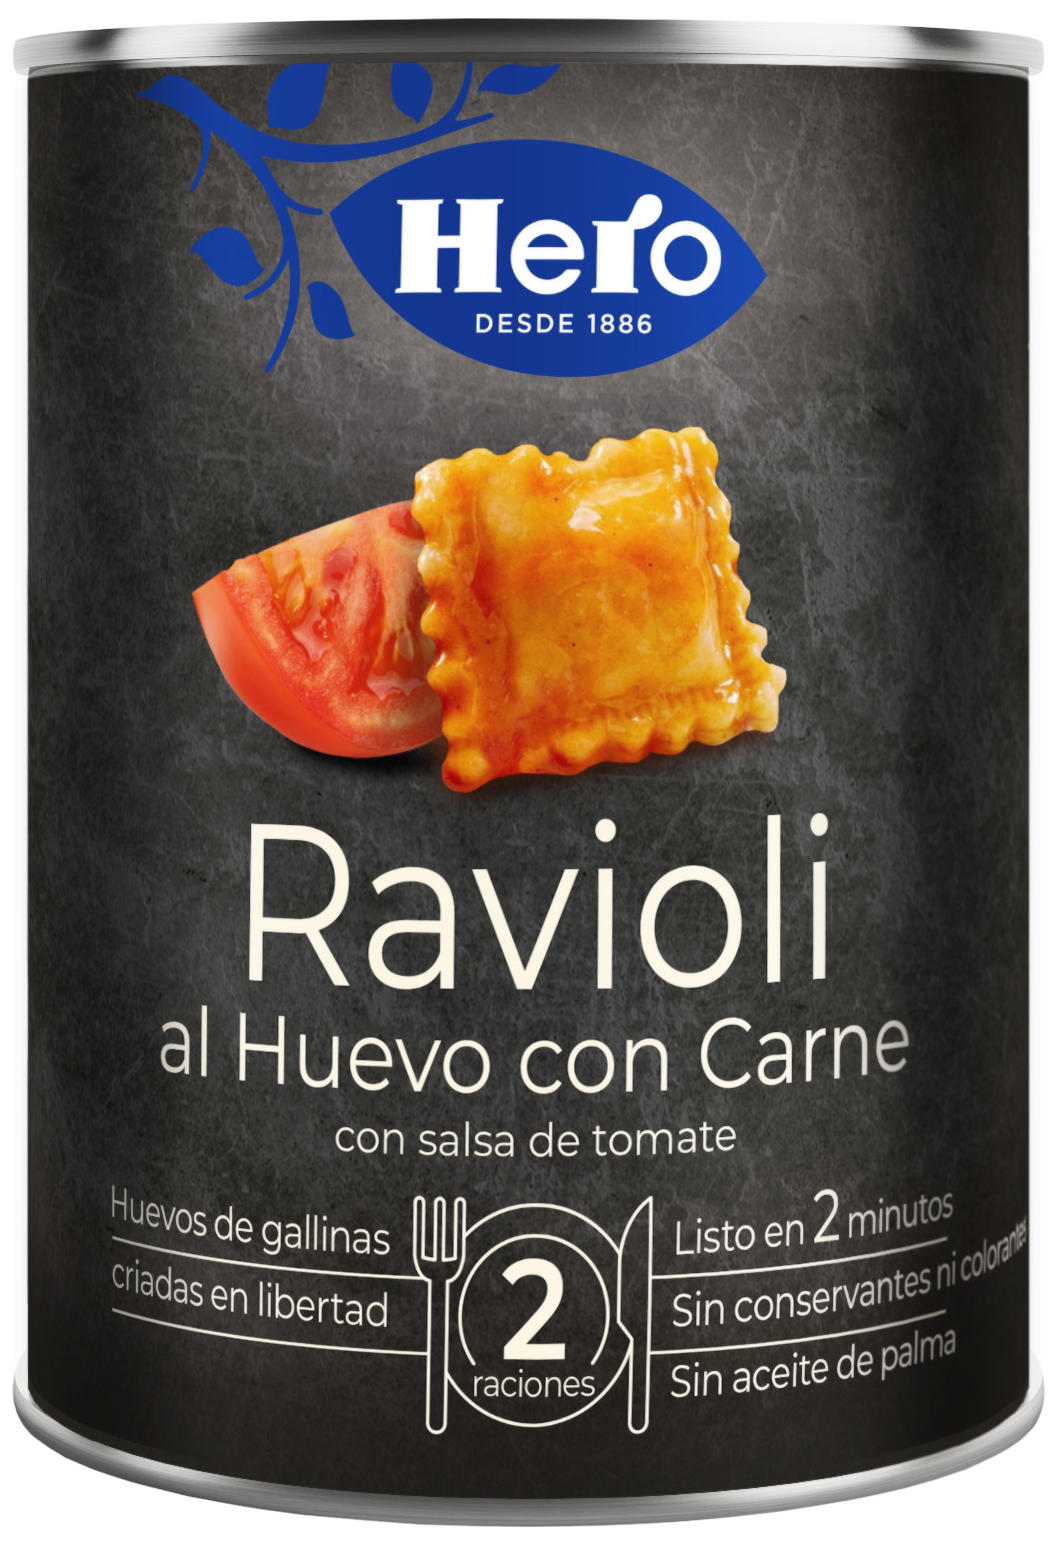 Hero
DESDE 1886
Ravioli
al Huevo con Carne
con salsa de tomate
Huevos de gallinas
criadas en libertad
2
raciones
Listo en 2 minutos
Sin conservantes ni colorantes
Sin aceite de palma